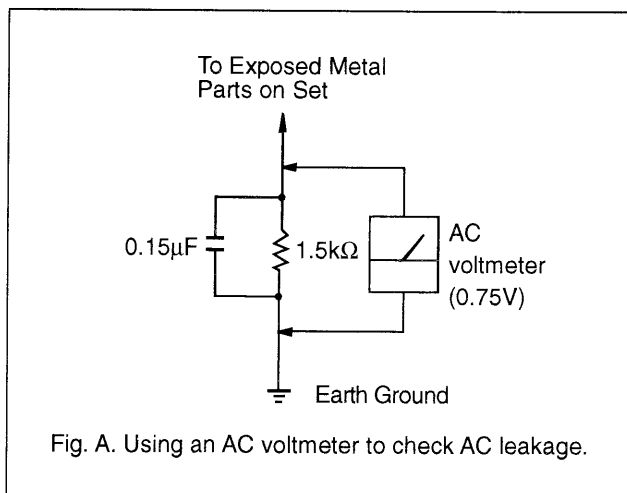 To Exposed Metal
Parts on Set
0.15µF
1.5kΩ
AC
voltmeter
(0.75V)
Earth Ground
Fig. A. Using an AC voltmeter to check AC leakage.